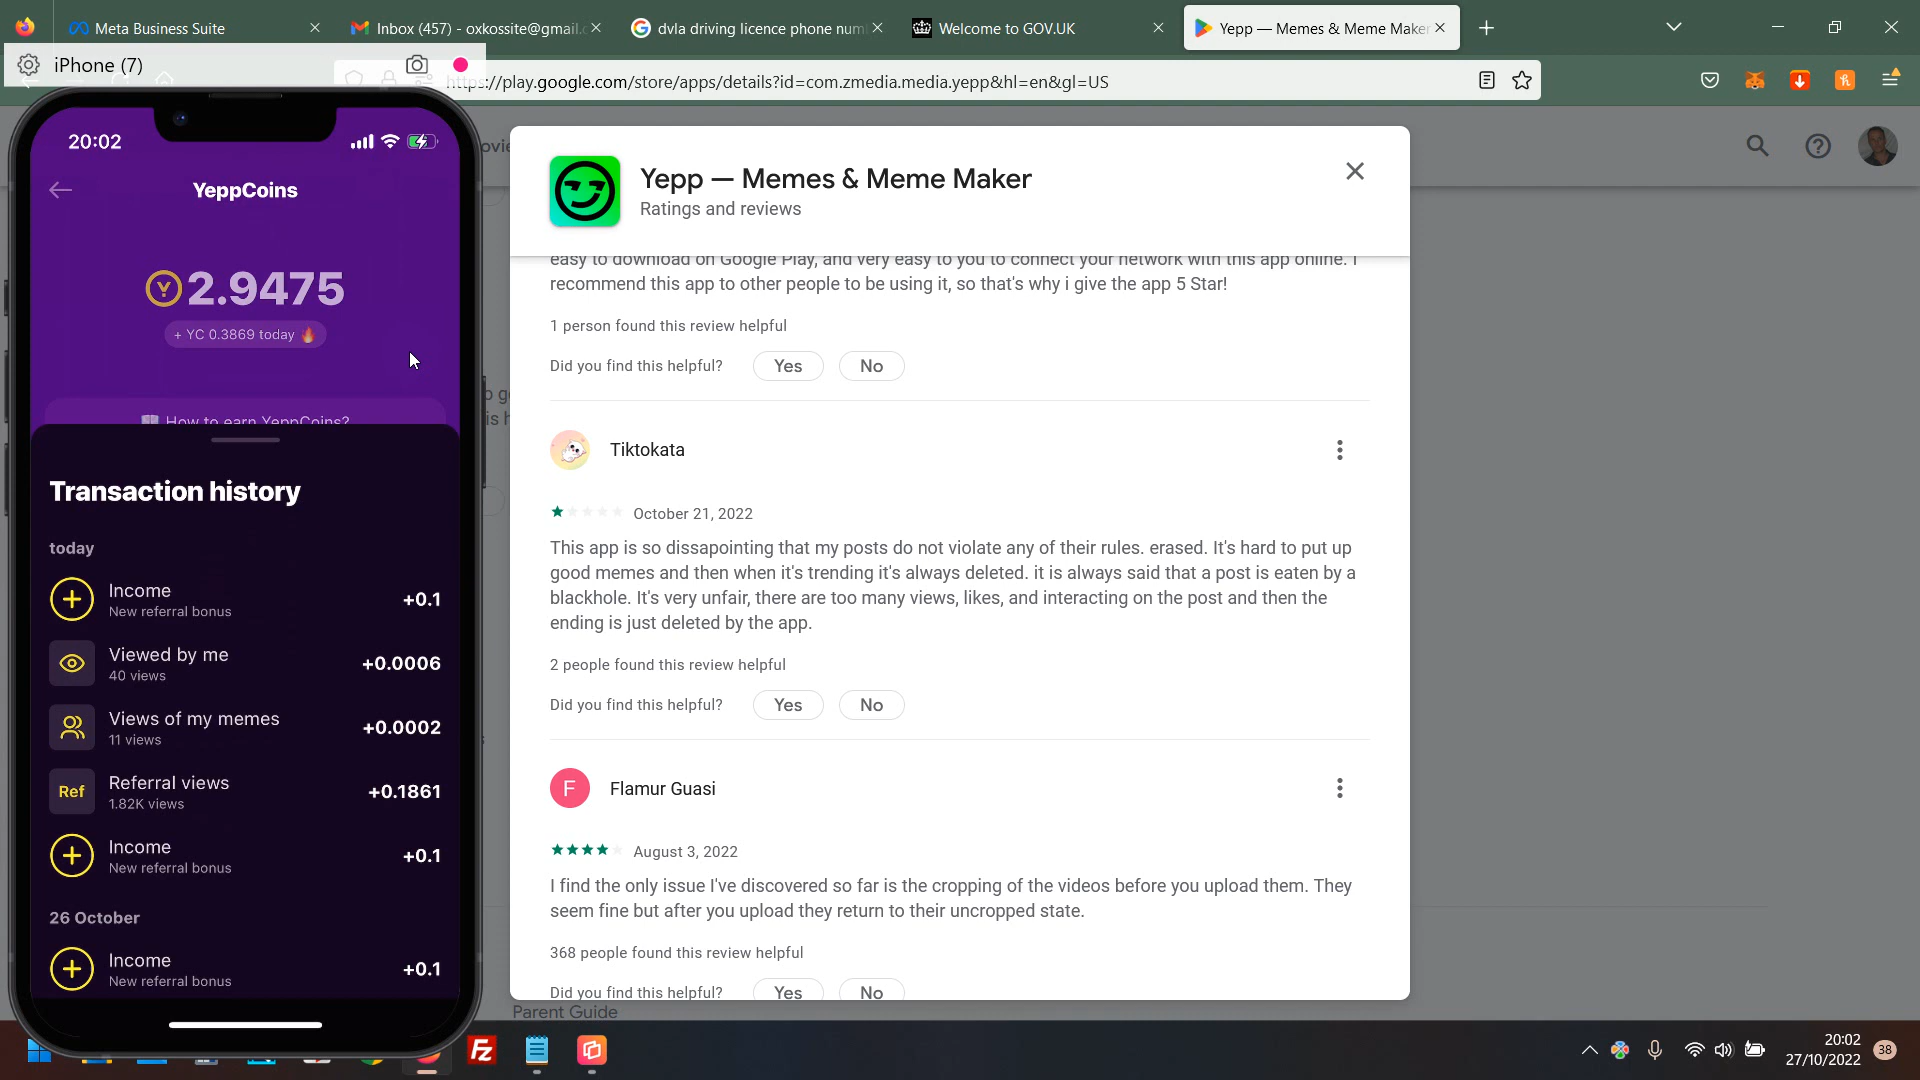 Meta Business Suite
Inbox (457) - oxkossite@gmail.c
dvla driving licence phone num
Welcome to GOV.UK
Yepp — Memes & Meme Maker
iPhone (7)
https://play.google.com/store/apps/details?id=com.zmedia.media.yepp&hl=en&gl=US
20:02
YeppCoins
2.9475
+ YC 0.3869 today
How to earn YeppCoins?
Transaction history
today
Income
New referral bonus
+0.1
Viewed by me
40 views
+0.0006
Views of my memes
11 views
+0.0002
Ref
Referral views
1.82K views
+0.1861
Income
New referral bonus
+0.1
26 October
Income
New referral bonus
+0.1
Yepp — Memes & Meme Maker
Ratings and reviews
easy to download on Google Play, and very easy to you to connect your network with this app online. I
recommend this app to other people to be using it, so that's why i give the app 5 Star!
1 person found this review helpful
Did you find this helpful? Yes No
Tiktokata
October 21, 2022
This app is so dissapointing that my posts do not violate any of their rules. erased. It's hard to put up
good memes and then when it's trending it's always deleted. it is always said that a post is eaten by a
blackhole. It's very unfair, there are too many views, likes, and interacting on the post and then the
ending is just deleted by the app.
2 people found this review helpful
Did you find this helpful? Yes No
F
Flamur Guasi
August 3, 2022
I find the only issue I've discovered so far is the cropping of the videos before you upload them. They
seem fine but after you upload they return to their uncropped state.
368 people found this review helpful
Did you find this helpful? Yes No
Parent Guide
Fz
20:02
27/10/2022
38